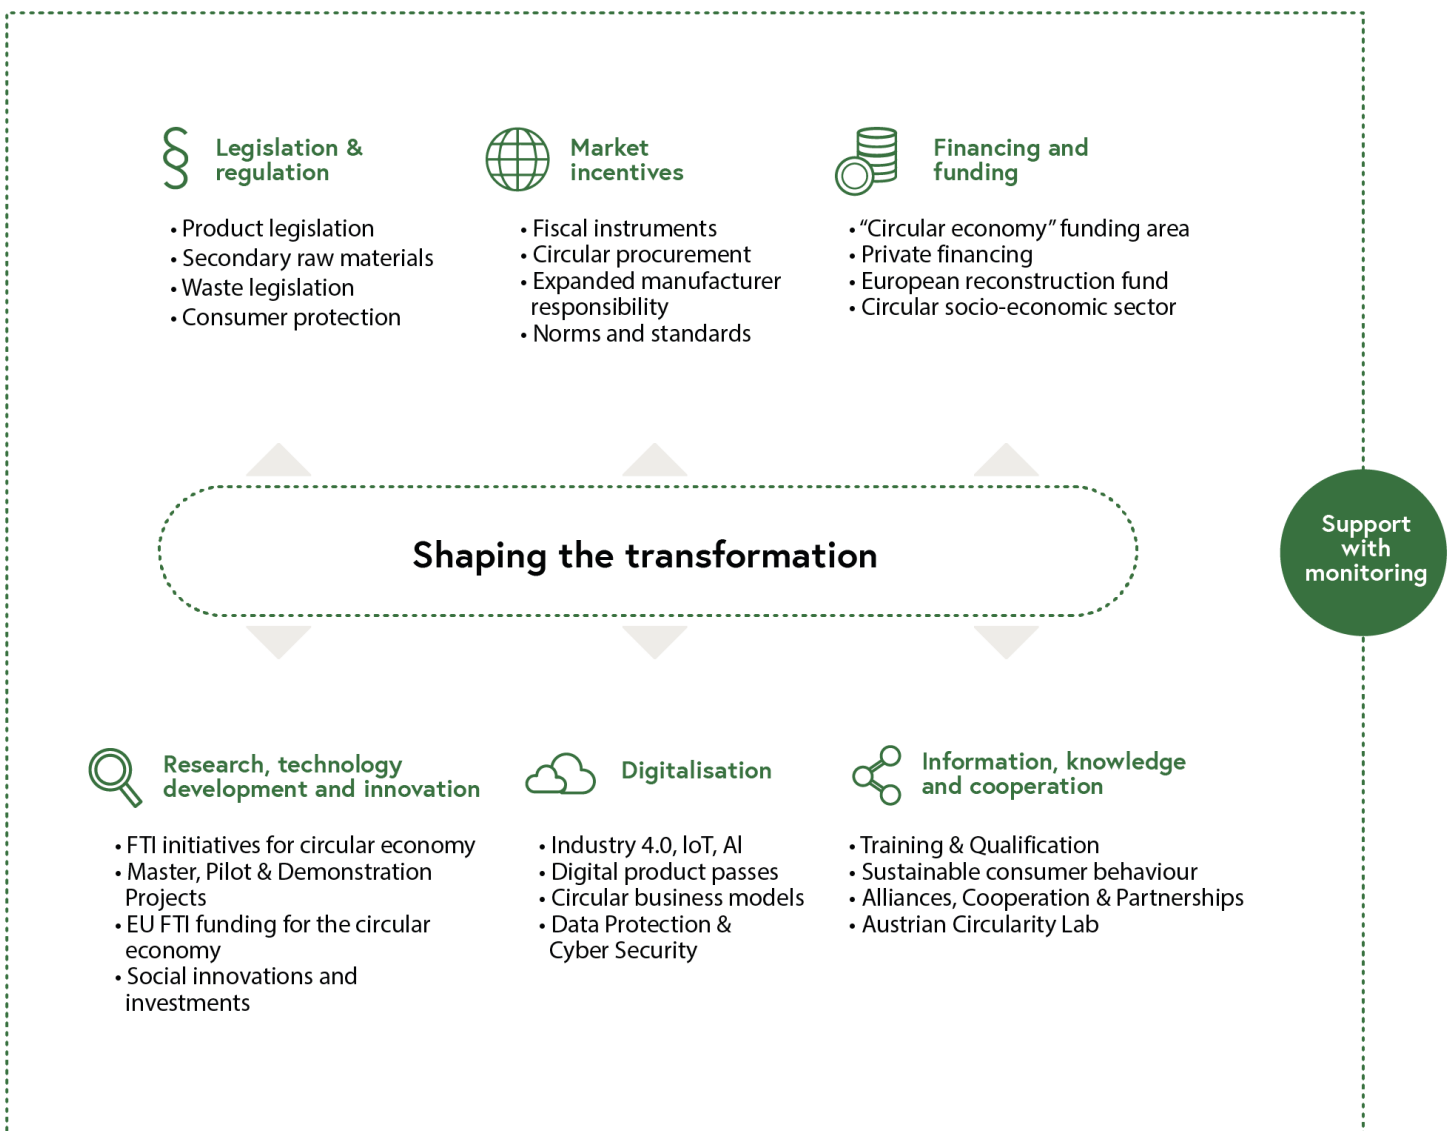 Legislation &
regulation
• Product legislation
• Secondary raw materials
• Waste legislation
• Consumer protection
Market
incentives
• Fiscal instruments
• Circular procurement
• Expanded manufacturer
responsibility
• Norms and standards
Financing and
funding
• “Circular economy” funding area
• Private financing
• European reconstruction fund
• Circular socio-economic sector
Shaping the transformation
Support
with
monitoring
Research, technology
development and innovation
• FTI initiatives for circular economy
• Master, Pilot & Demonstration
Projects
• EU FTI funding for the circular
economy
• Social innovations and
investments
Digitalisation
• Industry 4.0, loT, Al
• Digital product passes
• Circular business models
• Data Protection &
Cyber Security
Information, knowledge
and cooperation
• Training & Qualification
• Sustainable consumer behaviour
• Alliances, Cooperation & Partnerships
• Austrian Circularity Lab